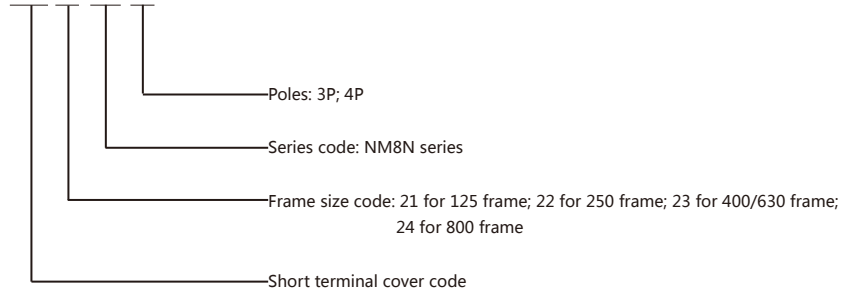 Poles: 3P; 4P
Series code: NM8N series
Frame size code: 21 for 125 frame; 22 for 250 frame; 23 for 400/630 frame;
24 for 800 frame
Short terminal cover code